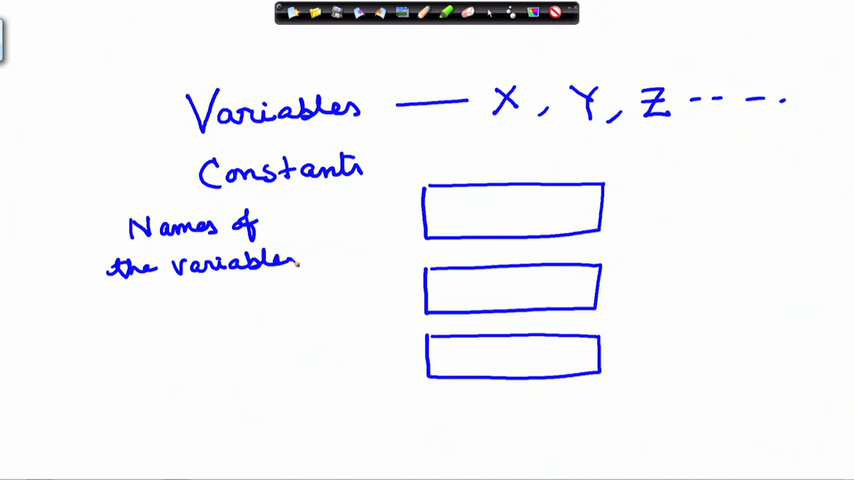 Variables — X, Y, Z -- - - .
Constants
Names of
the variables